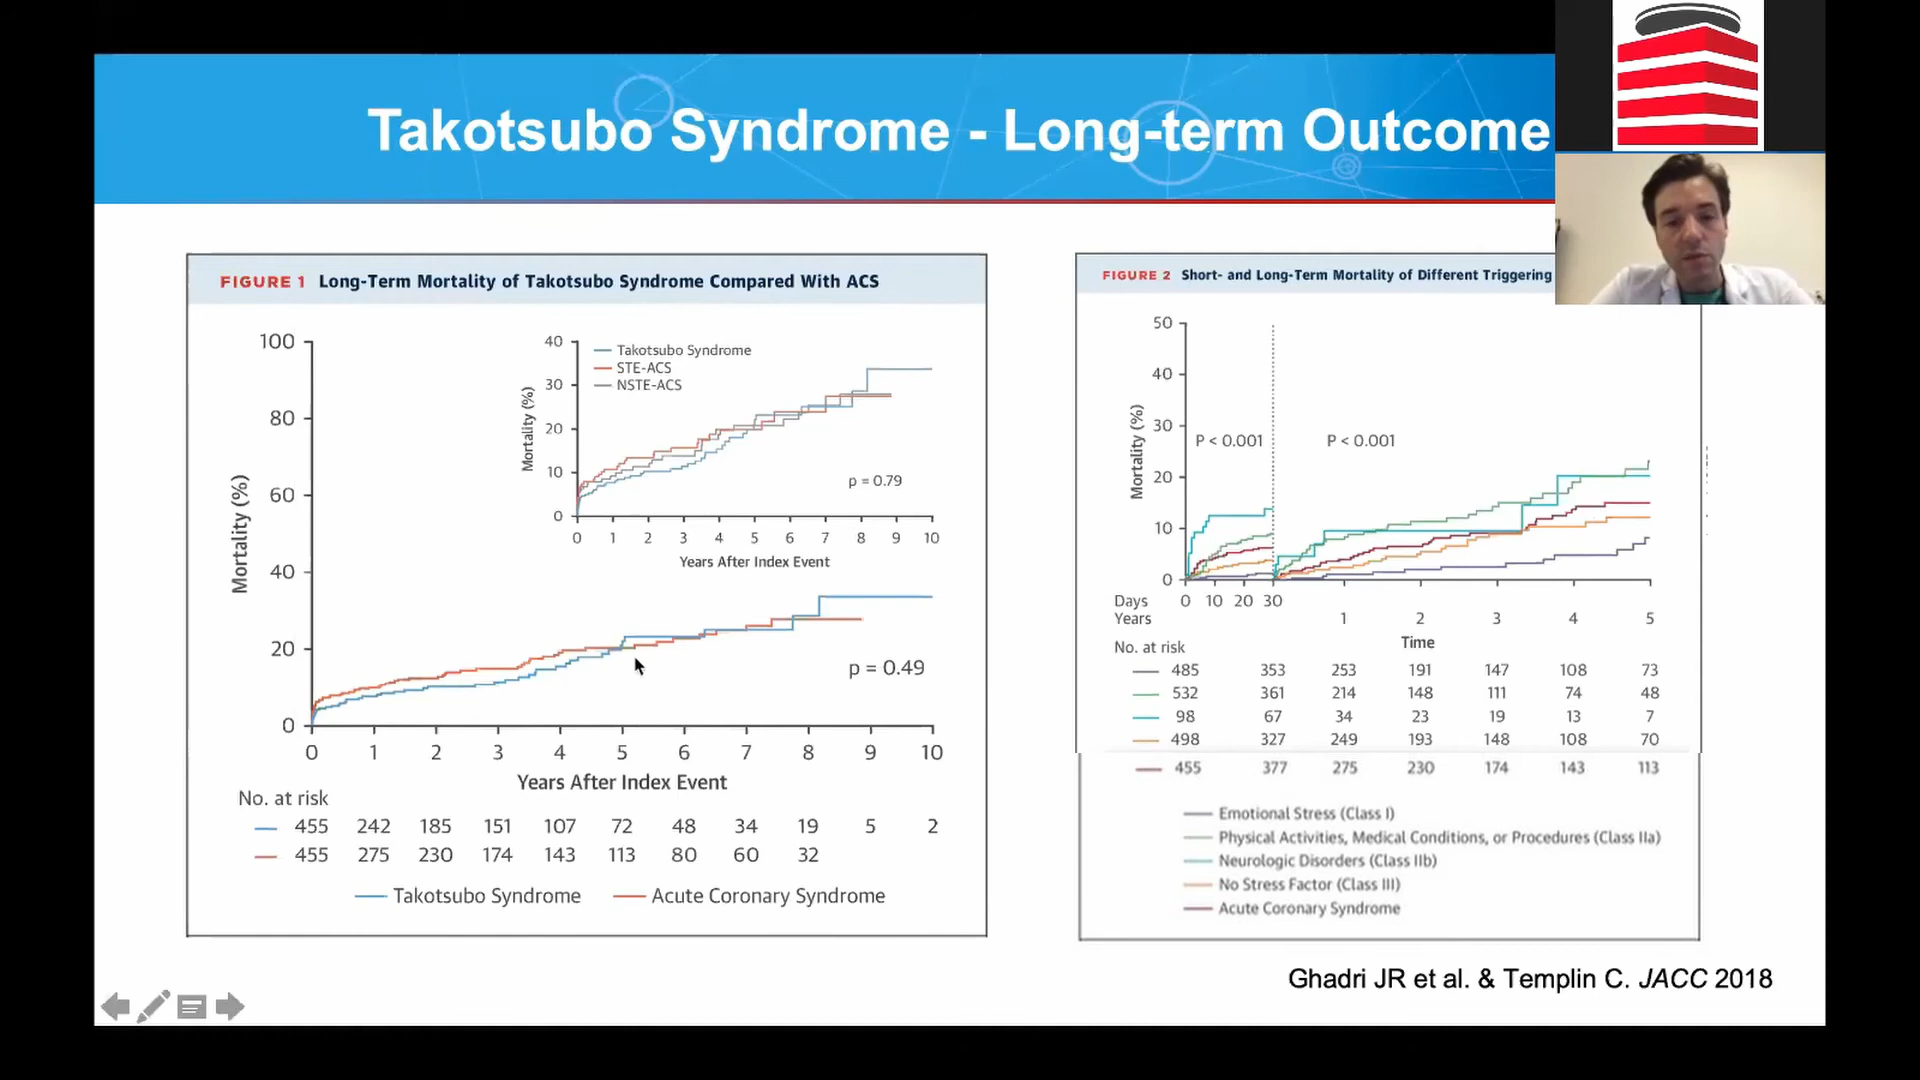 Takotsubo Syndrome - Long-term Outcome
FIGURE 1 Long-Term Mortality of Takotsubo Syndrome Compared With ACS
100
80
60
40
20
0
Mortality (%)
40
30
20
10
0
Mortality (%)
Takotsubo Syndrome
STE-ACS
NSTE-ACS
p = 0.79
0 1 2 3 4 5 6 7 8 9 10
Years After Index Event
p = 0.49
0 1 2 3 4 5 6 7 8 9 10
Years After Index Event
No. at risk
455 242 185 151 107 72 48 34 19 5 2
455 275 230 174 143 113 80 60 32
Takotsubo Syndrome Acute Coronary Syndrome
FIGURE 2 Short- and Long-Term Mortality of Different Triggering
50
40
30
20
10
0
Mortality (%)
P < 0.001 P < 0.001
Days 0 10 20 30
Years 1 2 3 4 5
Time
No. at risk
485 353 253 191 147 108 73
532 361 214 148 111 74 48
98 67 34 23 19 13 7
498 327 249 193 148 108 70
455 377 275 230 174 143 113
Emotional Stress (Class I)
Physical Activities, Medical Conditions, or Procedures (Class IIa)
Neurologic Disorders (Class IIb)
No Stress Factor (Class III)
Acute Coronary Syndrome
Ghadri JR et al. & Templin C. JACC 2018